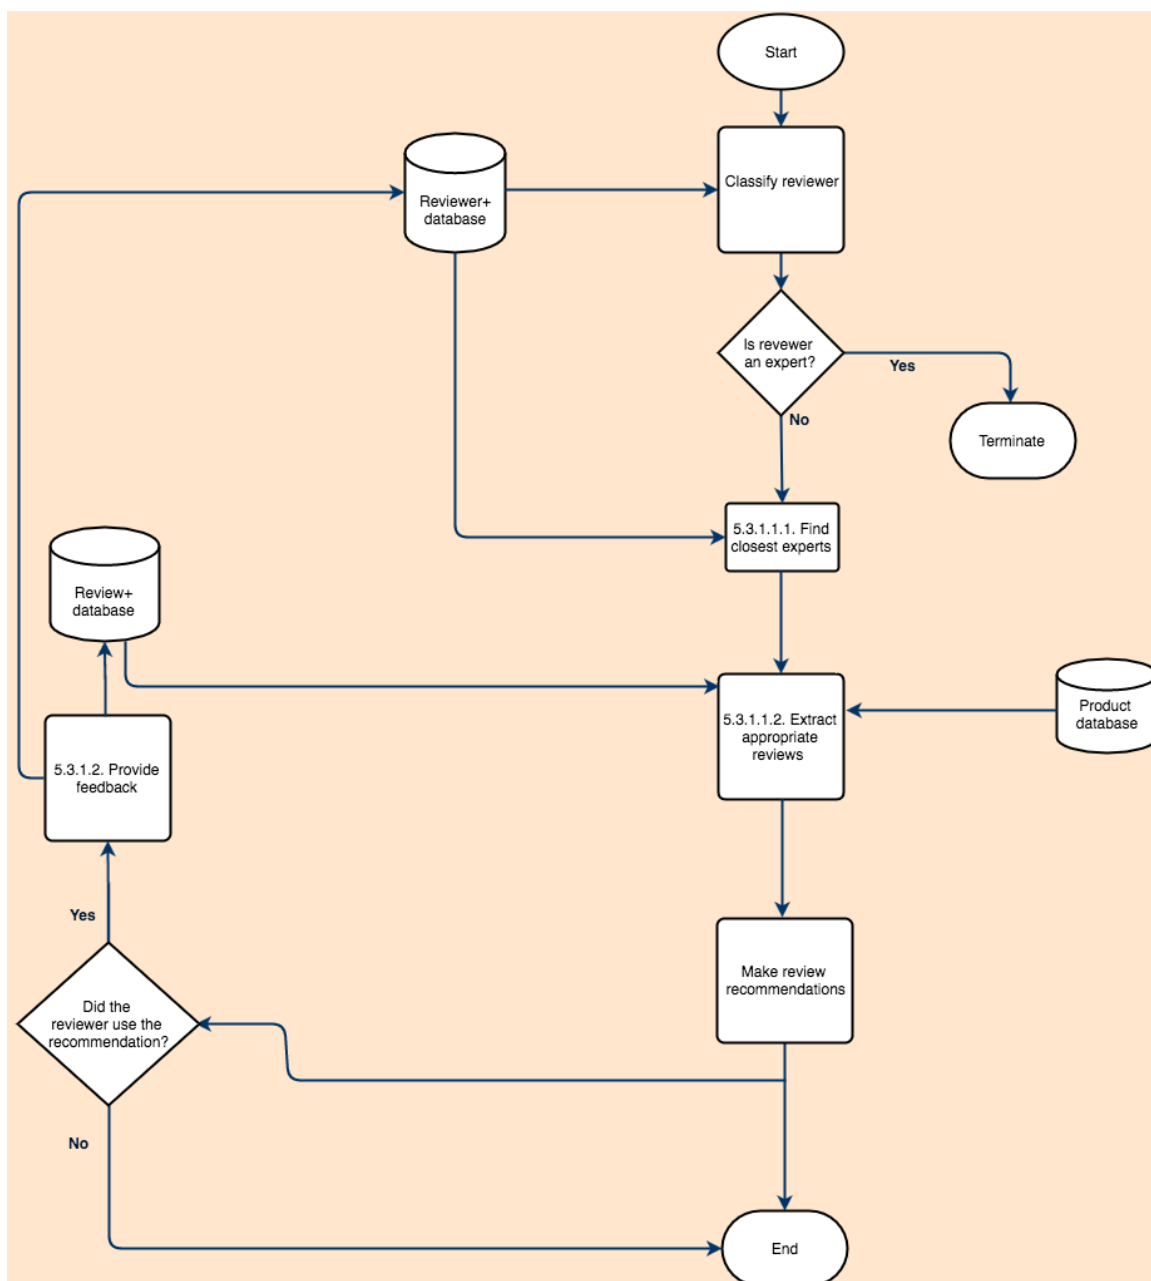 Start
Classify reviewer
Reviewer+
database
Is revewer
an expert?
Yes
No
Terminate
5.3.1.1.1. Find
closest experts
Review+
database
5.3.1.1.2. Extract
appropriate
reviews
Product
database
5.3.1.2. Provide
feedback
Yes
Make review
recommendations
Did the
reviewer use the
recommendation?
No
End